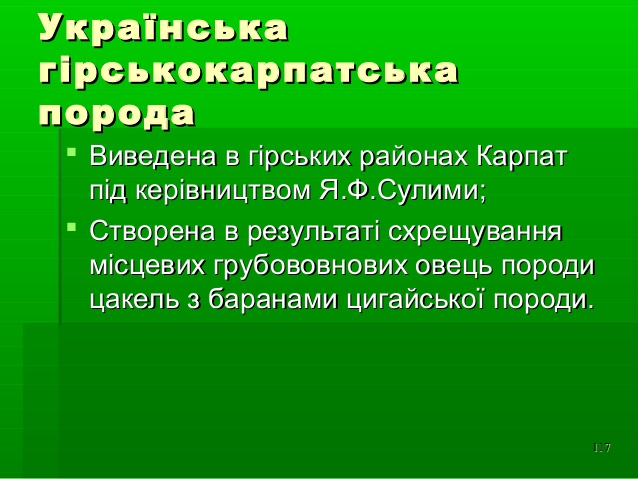 Українська
гірськокарпатська
порода
Виведена в гірських районах Карпат
під керівництвом Я.Ф.Сулими;
Створена в результаті схрещування
місцевих грубововнових овець породи
цакель з баранами цигайської породи.
117